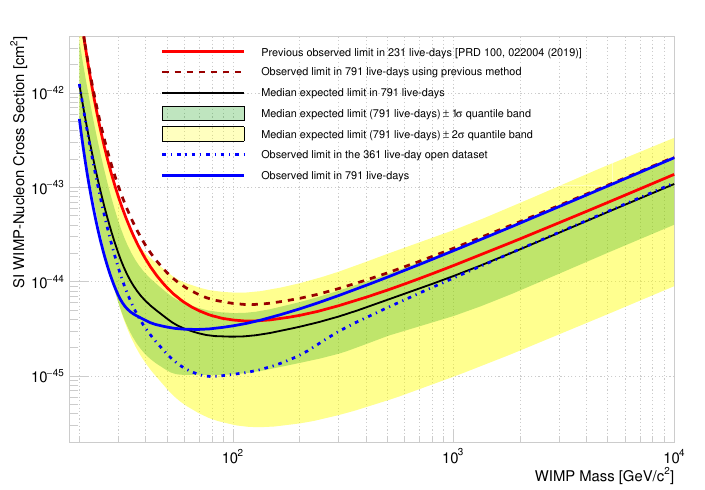 SI WIMP-Nucleon Cross Section [cm²]
Previous observed limit in 231 live-days [PRD 100, 022004 (2019)]
Observed limit in 791 live-days using previous method
Median expected limit in 791 live-days
Median expected limit (791 live-days) ± 1σ quantile band
Median expected limit (791 live-days) ± 2σ quantile band
Observed limit in the 361 live-day open dataset
Observed limit in 791 live-days
10⁻⁴²
10⁻⁴³
10⁻⁴⁴
10⁻⁴⁵
10² 10³ 10⁴
WIMP Mass [GeV/c²]